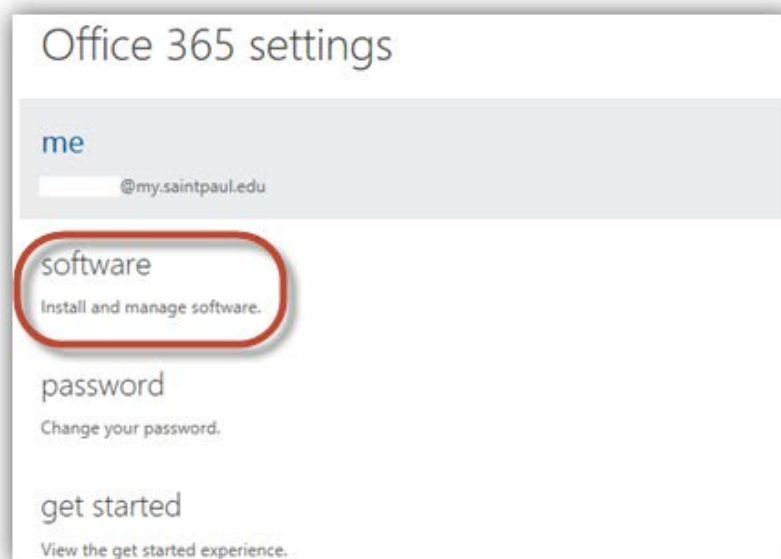 Office 365 settings
me
@my.saintpaul.edu
software
Install and manage software.
password
Change your password.
get started
View the get started experience.